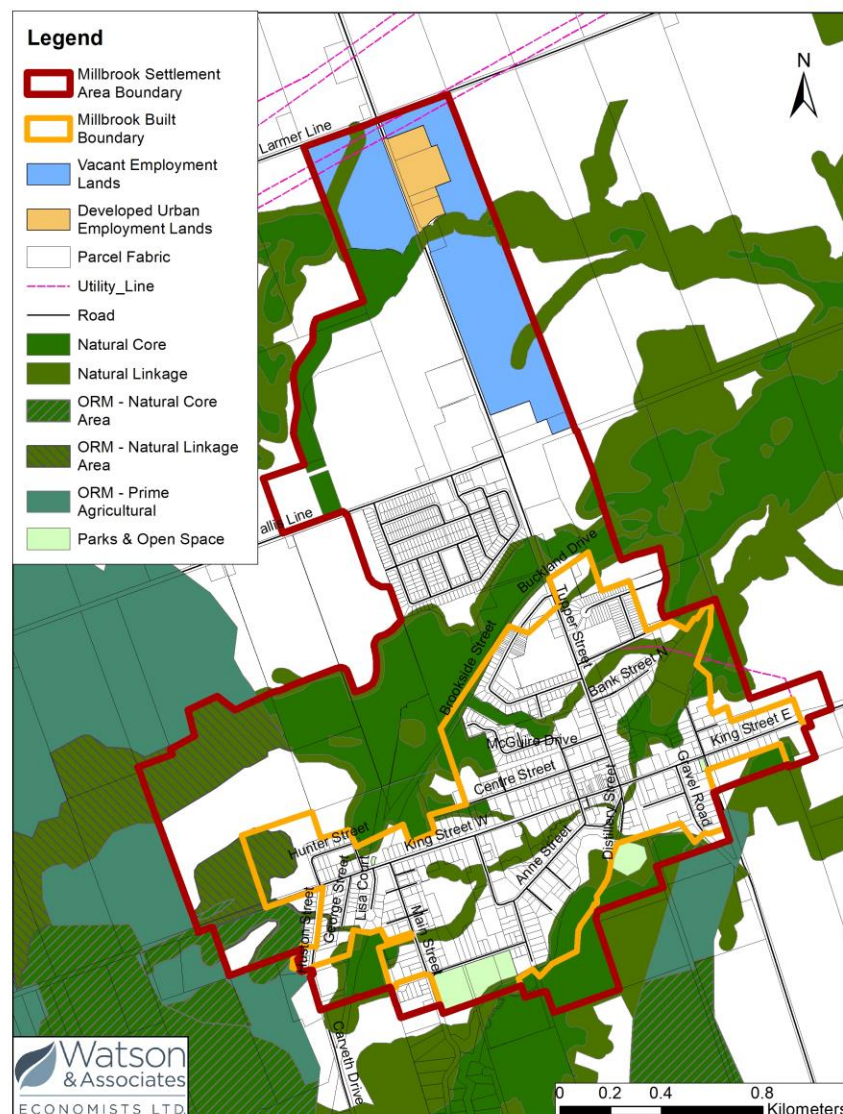 Legend
Millbrook Settlement
Area Boundary
Millbrook Built
Boundary
Vacant Employment
Lands
Developed Urban
Employment Lands
Parcel Fabric
Utility_Line
Road
Natural Core
Natural Linkage
ORM - Natural Core
Area
ORM - Natural Linkage
Area
ORM - Prime
Agricultural
Parks & Open Space
N
Larmer Line
allis Line
Buckland Drive
Tupper Street
Brookside Street
Bank Street N
McGuire Drive
King Street E
Centre Street
Gravel Road
Distillery Street
King Street W
Hunter Street
Anne Street
George Street
Lisa Court
Main Street
Huston Street
Carveth Drive
Watson
& Associates
ECONOMISTS LTD.
0 0.2 0.4 0.8
Kilometers